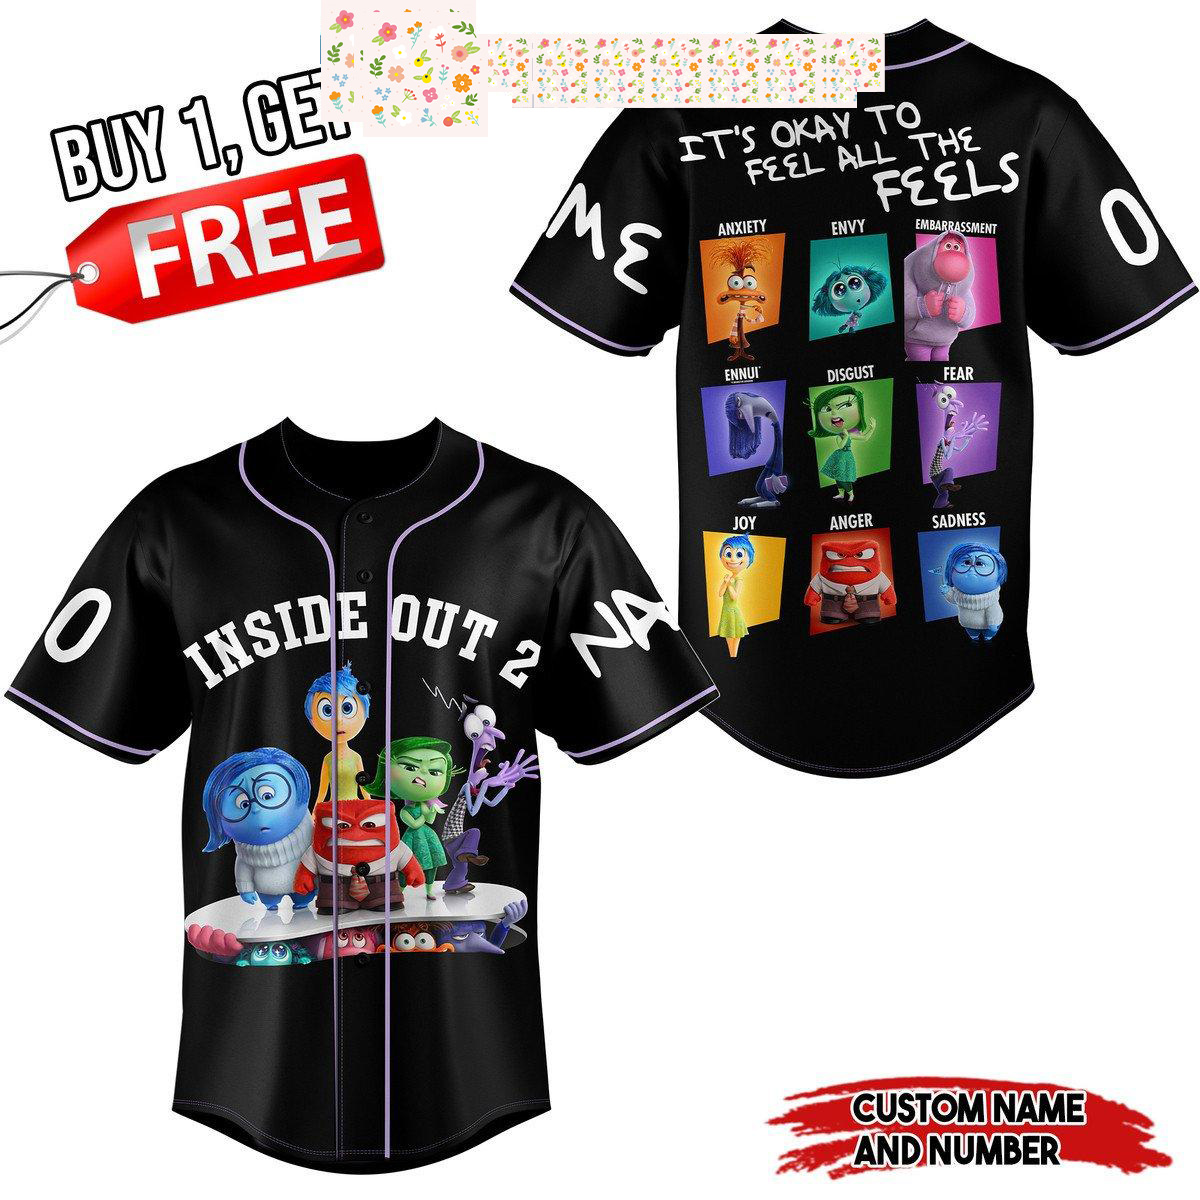 BUY 1, GET
FREE
IT'S OKAY TO
FEEL ALL THE
FEELS
ME
0
ANXIETY
ENVY
EMBARRASSMENT
ENNUI
DISGUST
FEAR
JOY
ANGER
SADNESS
0
NA
INSIDE OUT 2
CUSTOM NAME
AND NUMBER